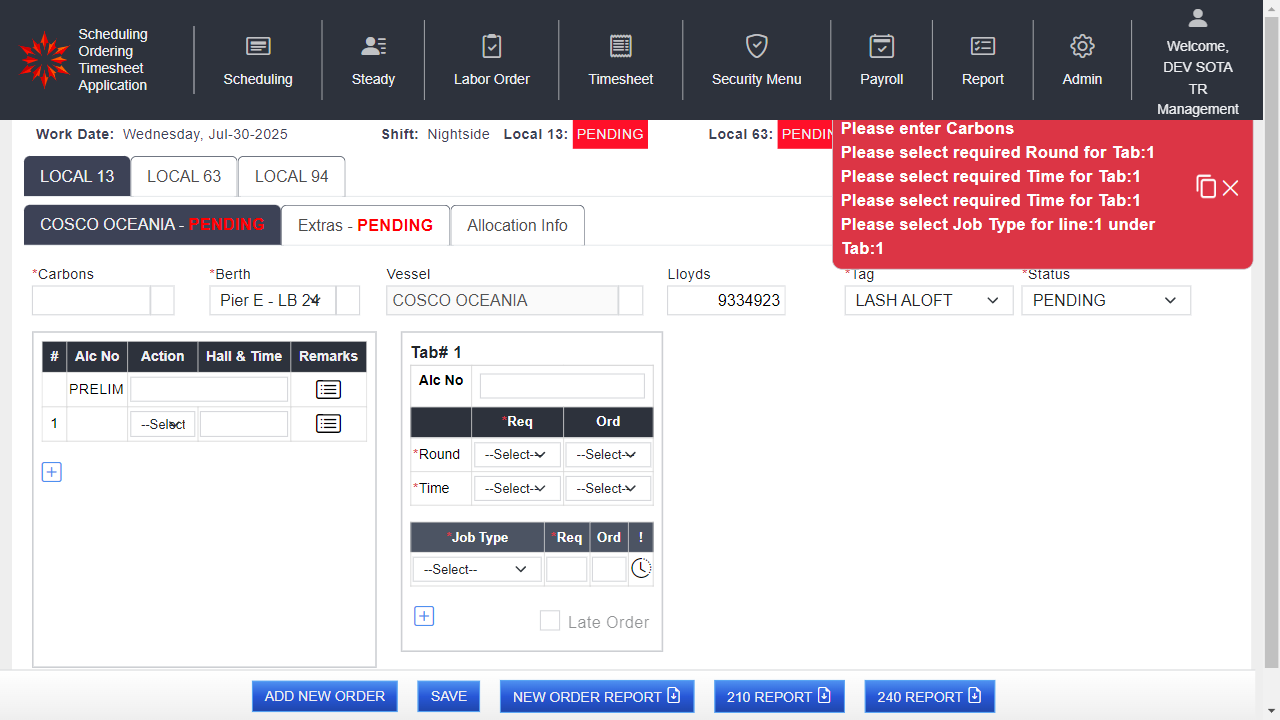 Scheduling
Ordering
Timesheet
Application
Scheduling
Steady
Labor Order
Timesheet
Security Menu
Payroll
Report
Admin
Welcome,
DEV SOTA
TR
Management
Work Date: Wednesday, Jul-30-2025 Shift: Nightside Local 13: PENDING Local 63:
Please enter Carbons
Please select required Round for Tab:1
Please select required Time for Tab:1
Please select required Time for Tab:1
Please select Job Type for line:1 under
Tab:1
LOCAL 13 LOCAL 63 LOCAL 94
COSCO OCEANIA - PENDING Extras - PENDING Allocation Info
*Carbons *Berth Vessel Lloyds *Tag *Status
Pier E - LB 24 COSCO OCEANIA 9334923 LASH ALOFT PENDING
# Alc No Action Hall & Time Remarks
PRELIM
1 --Select
Tab# 1
Alc No
*Req Ord
*Round --Select-- --Select--
*Time --Select-- --Select--
*Job Type *Req Ord !
--Select--
Late Order
ADD NEW ORDER SAVE NEW ORDER REPORT 210 REPORT 240 REPORT